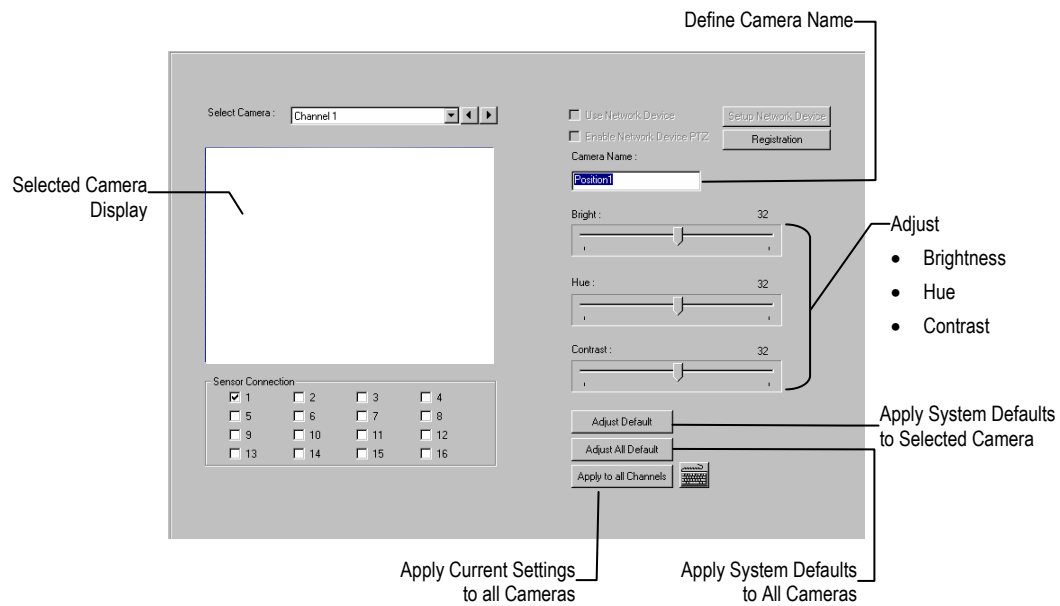 Define Camera Name
Select Camera :
Channel 1
Use Network Device
Setup Network Device
Enable Network Device PTZ
Registration
Camera Name :
Position1
Selected Camera
Display
Bright :
32
Adjust
• Brightness
• Hue
• Contrast
Hue :
32
Contrast :
32
Sensor Connection
1 2 3 4
5 6 7 8
9 10 11 12
13 14 15 16
Adjust Default
Apply System Defaults
to Selected Camera
Adjust All Default
Apply to all Channels
Apply Current Settings
to all Cameras
Apply System Defaults
to All Cameras